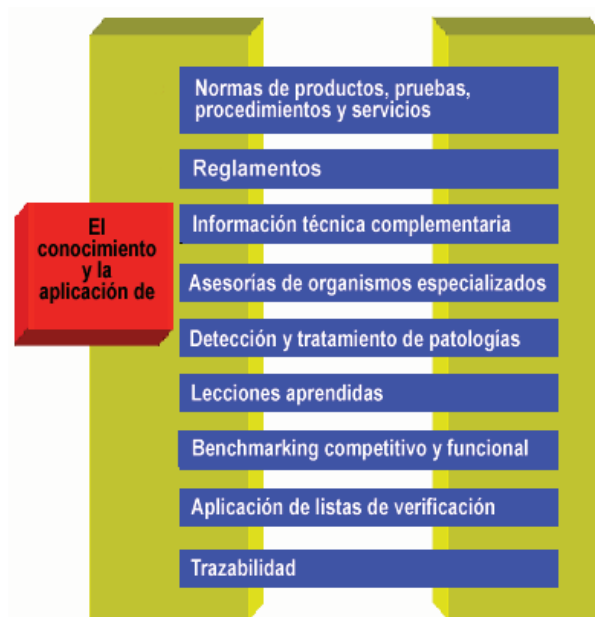 El
conocimiento
y la
aplicación de
Normas de productos, pruebas,
procedimientos y servicios
Reglamentos
Información técnica complementaria
Asesorías de organismos especializados
Detección y tratamiento de patologías
Lecciones aprendidas
Benchmarking competitivo y funcional
Aplicación de listas de verificación
Trazabilidad